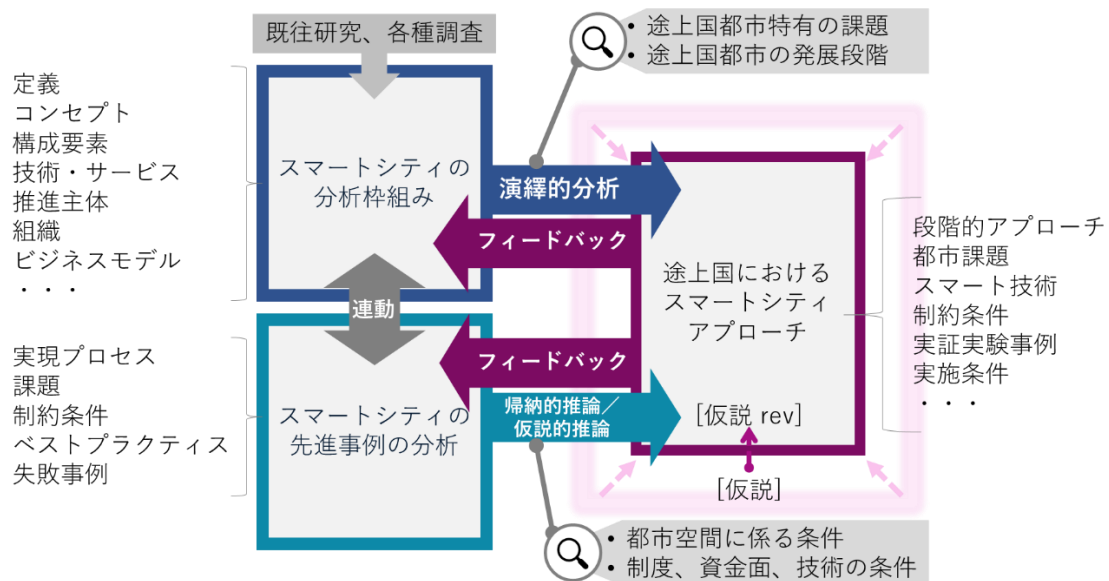 既往研究、各種調査
• 途上国都市特有の課題
• 途上国都市の発展段階
定義
コンセプト
構成要素
技術・サービス
推進主体
組織
ビジネスモデル
・・・
スマートシティの
分析枠組み
演繹的分析
フィードバック
連動
実現プロセス
課題
制約条件
ベストプラクティス
失敗事例
スマートシティの
先進事例の分析
フィードバック
帰納的推論／
仮説的推論
途上国における
スマートシティ
アプローチ
[仮説 rev]
[仮説]
段階的アプローチ
都市課題
スマート技術
制約条件
実証実験事例
実施条件
・・・
• 都市空間に係る条件
• 制度、資金面、技術の条件